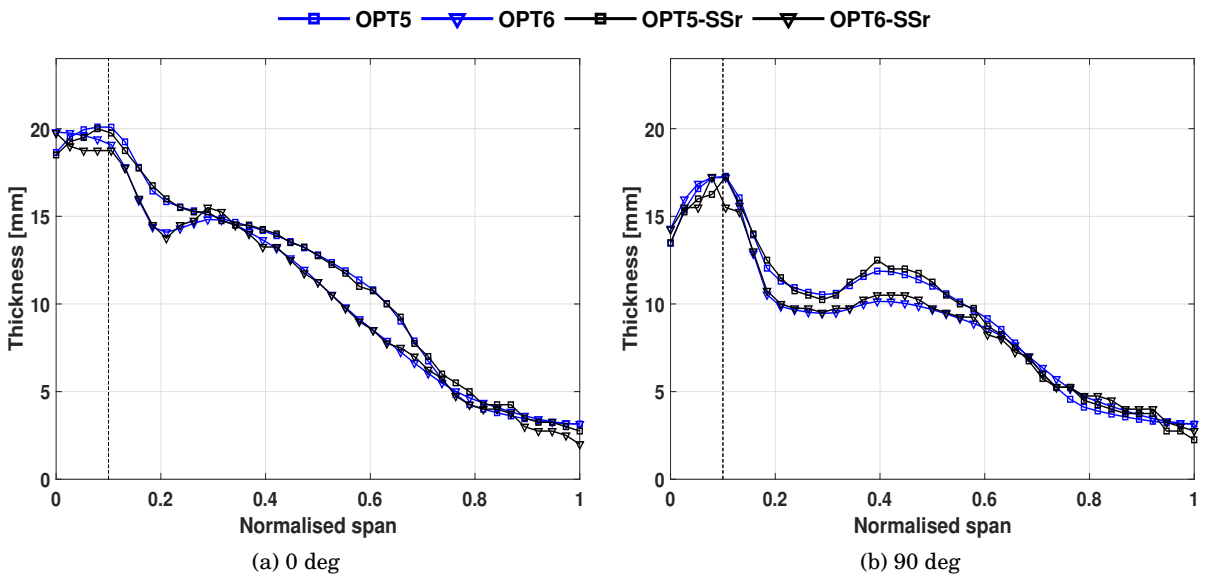 OPT5 OPT6 OPT5-SSr OPT6-SSr
Thickness [mm]
20
15
10
5
0
0 0.2 0.4 0.6 0.8 1
Normalised span
(a) 0 deg
Thickness [mm]
20
15
10
5
0
0 0.2 0.4 0.6 0.8 1
Normalised span
(b) 90 deg